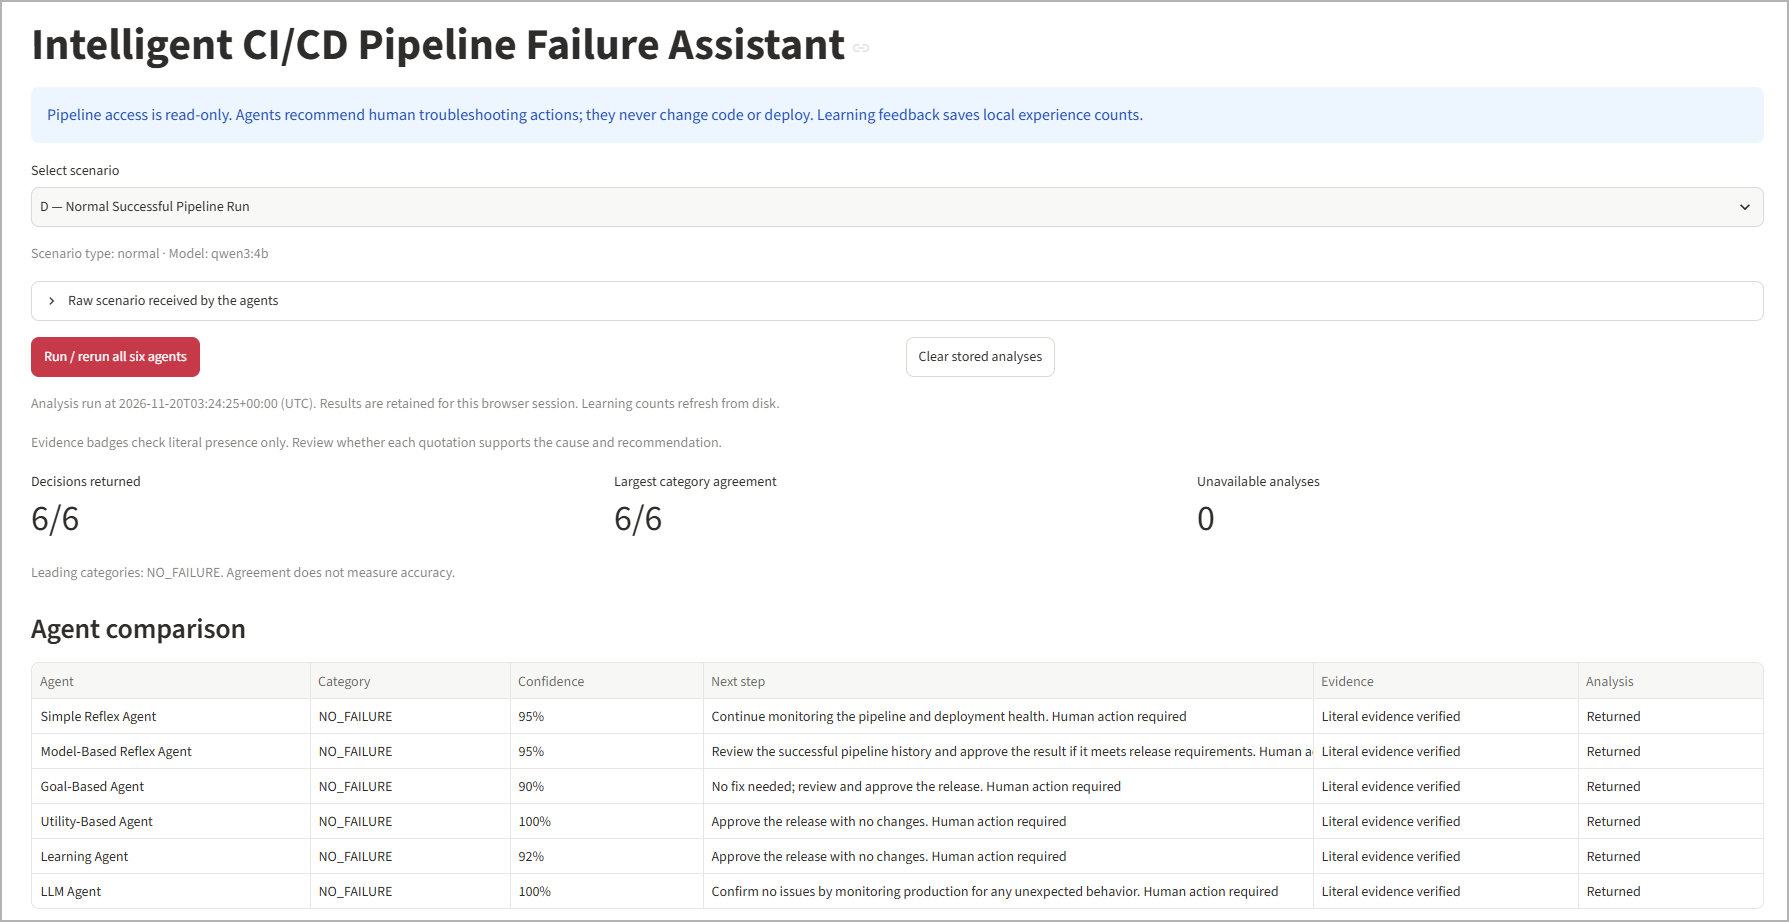 Intelligent CI/CD Pipeline Failure Assistant
Pipeline access is read-only. Agents recommend human troubleshooting actions; they never change code or deploy. Learning feedback saves local experience counts.
Select scenario
D — Normal Successful Pipeline Run
Scenario type: normal · Model: qwen3:4b
Raw scenario received by the agents
Run / rerun all six agents
Clear stored analyses
Analysis run at 2026-11-20T03:24:25+00:00 (UTC). Results are retained for this browser session. Learning counts refresh from disk.
Evidence badges check literal presence only. Review whether each quotation supports the cause and recommendation.
Decisions returned
6/6
Largest category agreement
6/6
Unavailable analyses
0
Leading categories: NO_FAILURE. Agreement does not measure accuracy.
Agent comparison
Agent Category Confidence Next step Evidence Analysis
Simple Reflex Agent NO_FAILURE 95% Continue monitoring the pipeline and deployment health. Human action required Literal evidence verified Returned
Model-Based Reflex Agent NO_FAILURE 95% Review the successful pipeline history and approve the result if it meets release requirements. Human a Literal evidence verified Returned
Goal-Based Agent NO_FAILURE 90% No fix needed; review and approve the release. Human action required Literal evidence verified Returned
Utility-Based Agent NO_FAILURE 100% Approve the release with no changes. Human action required Literal evidence verified Returned
Learning Agent NO_FAILURE 92% Approve the release with no changes. Human action required Literal evidence verified Returned
LLM Agent NO_FAILURE 100% Confirm no issues by monitoring production for any unexpected behavior. Human action required Literal evidence verified Returned